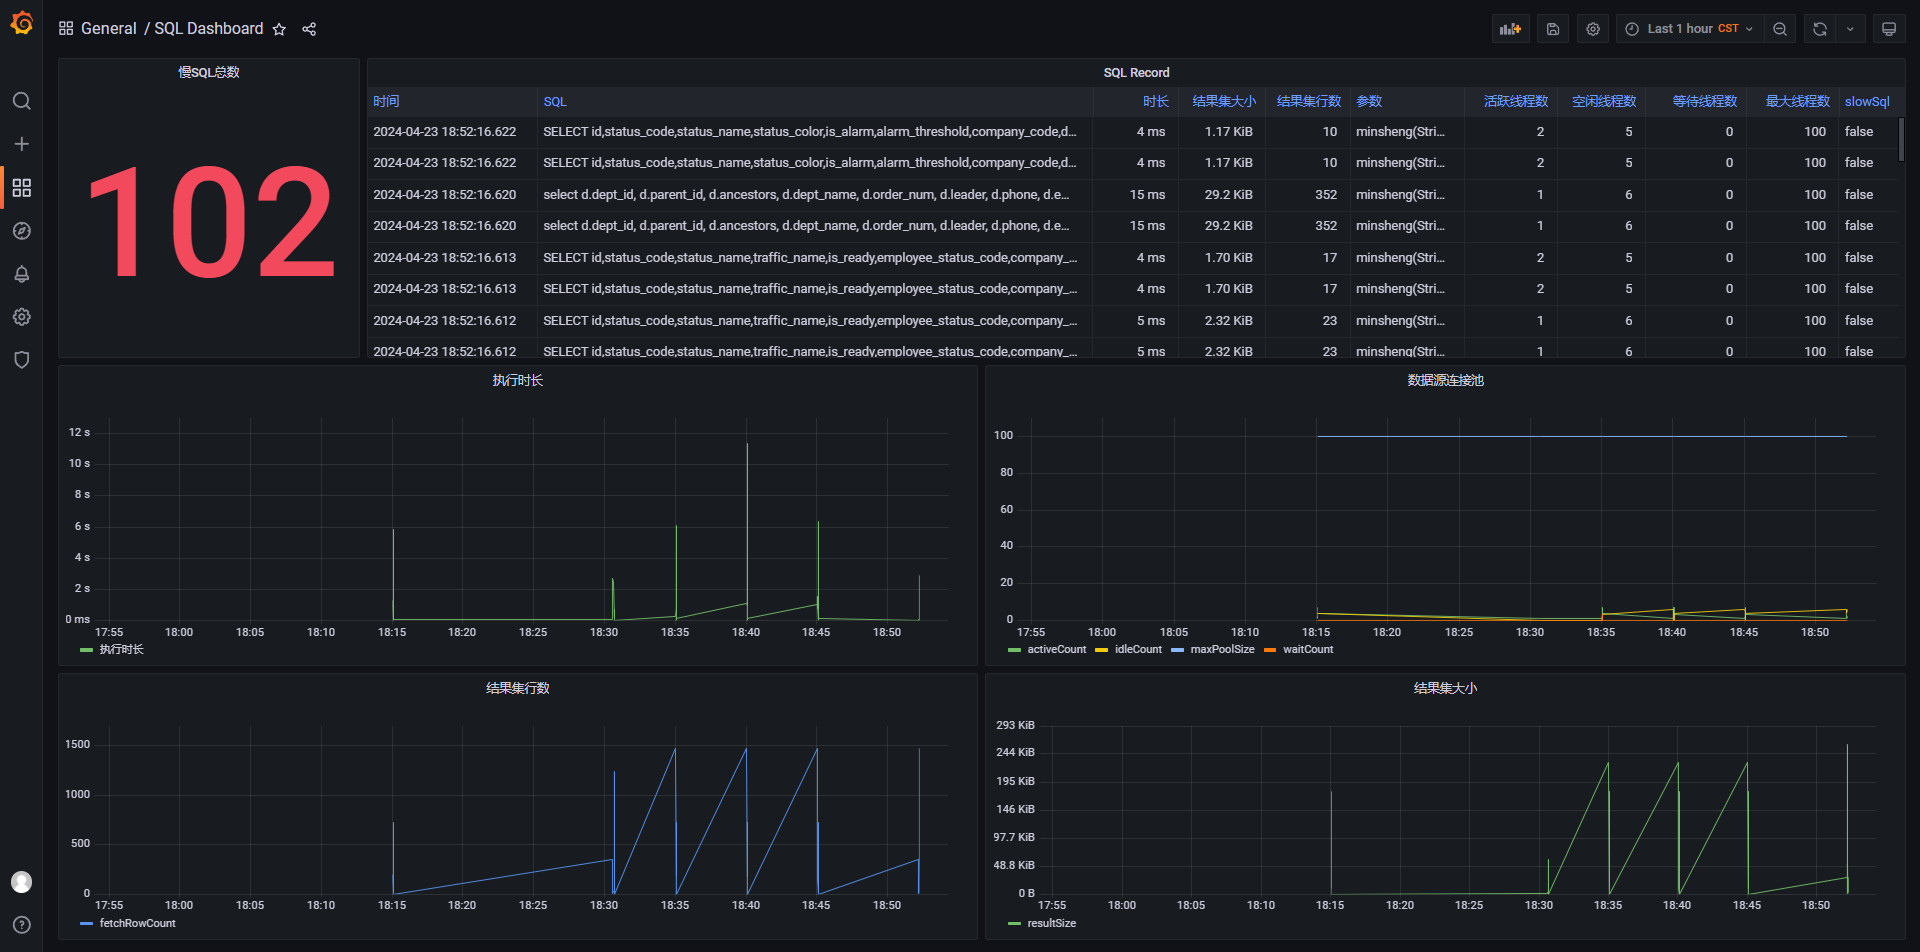 General / SQL Dashboard
Last 1 hour CST
慢SQL总数
102
SQL Record
时间 SQL 时长 结果集大小 结果集行数 参数 活跃线程数 空闲线程数 等待线程数 最大线程数 slowSql
2024-04-23 18:52:16.622 SELECT id,status_code,status_name,status_color,is_alarm,alarm_threshold,company_code,d... 4 ms 1.17 KiB 10 minsheng(Stri... 2 5 0 100 false
2024-04-23 18:52:16.622 SELECT id,status_code,status_name,status_color,is_alarm,alarm_threshold,company_code,d... 4 ms 1.17 KiB 10 minsheng(Stri... 2 5 0 100 false
2024-04-23 18:52:16.620 select d.dept_id, d.parent_id, d.ancestors, d.dept_name, d.order_num, d.leader, d.phone, d.e... 15 ms 29.2 KiB 352 minsheng(Stri... 1 6 0 100 false
2024-04-23 18:52:16.620 select d.dept_id, d.parent_id, d.ancestors, d.dept_name, d.order_num, d.leader, d.phone, d.e... 15 ms 29.2 KiB 352 minsheng(Stri... 1 6 0 100 false
2024-04-23 18:52:16.613 SELECT id,status_code,status_name,traffic_name,is_ready,employee_status_code,company_... 4 ms 1.70 KiB 17 minsheng(Stri... 2 5 0 100 false
2024-04-23 18:52:16.613 SELECT id,status_code,status_name,traffic_name,is_ready,employee_status_code,company_... 4 ms 1.70 KiB 17 minsheng(Stri... 2 5 0 100 false
2024-04-23 18:52:16.612 SELECT id,status_code,status_name,traffic_name,is_ready,employee_status_code,company_... 5 ms 2.32 KiB 23 minsheng(Stri... 1 6 0 100 false
2024-04-23 18:52:16.612 SELECT id,status_code,status_name,traffic_name,is_ready,employee_status_code,company_... 5 ms 2.32 KiB 23 minsheng(Stri... 1 6 0 100 false
执行时长
12 s
10 s
8 s
6 s
4 s
2 s
0 ms
17:55 18:00 18:05 18:10 18:15 18:20 18:25 18:30 18:35 18:40 18:45 18:50
执行时长
数据源连接池
100
80
60
40
20
0
17:55 18:00 18:05 18:10 18:15 18:20 18:25 18:30 18:35 18:40 18:45 18:50
activeCount idleCount maxPoolSize waitCount
结果集行数
1500
1000
500
0
17:55 18:00 18:05 18:10 18:15 18:20 18:25 18:30 18:35 18:40 18:45 18:50
fetchRowCount
结果集大小
293 KiB
244 KiB
195 KiB
146 KiB
97.7 KiB
48.8 KiB
0 B
17:55 18:00 18:05 18:10 18:15 18:20 18:25 18:30 18:35 18:40 18:45 18:50
resultSize